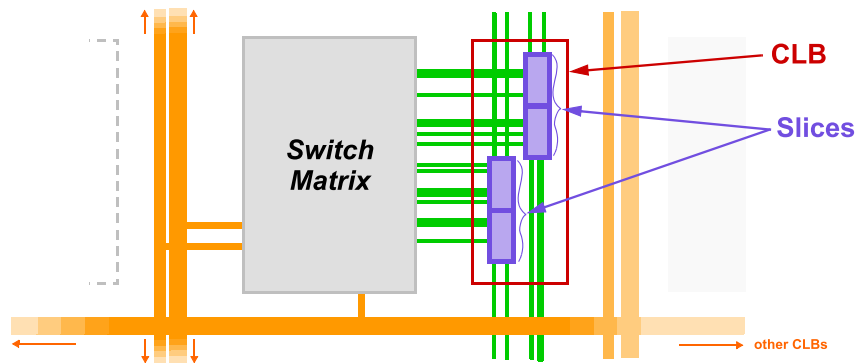 CLB
Slices
Switch
Matrix
other CLBs